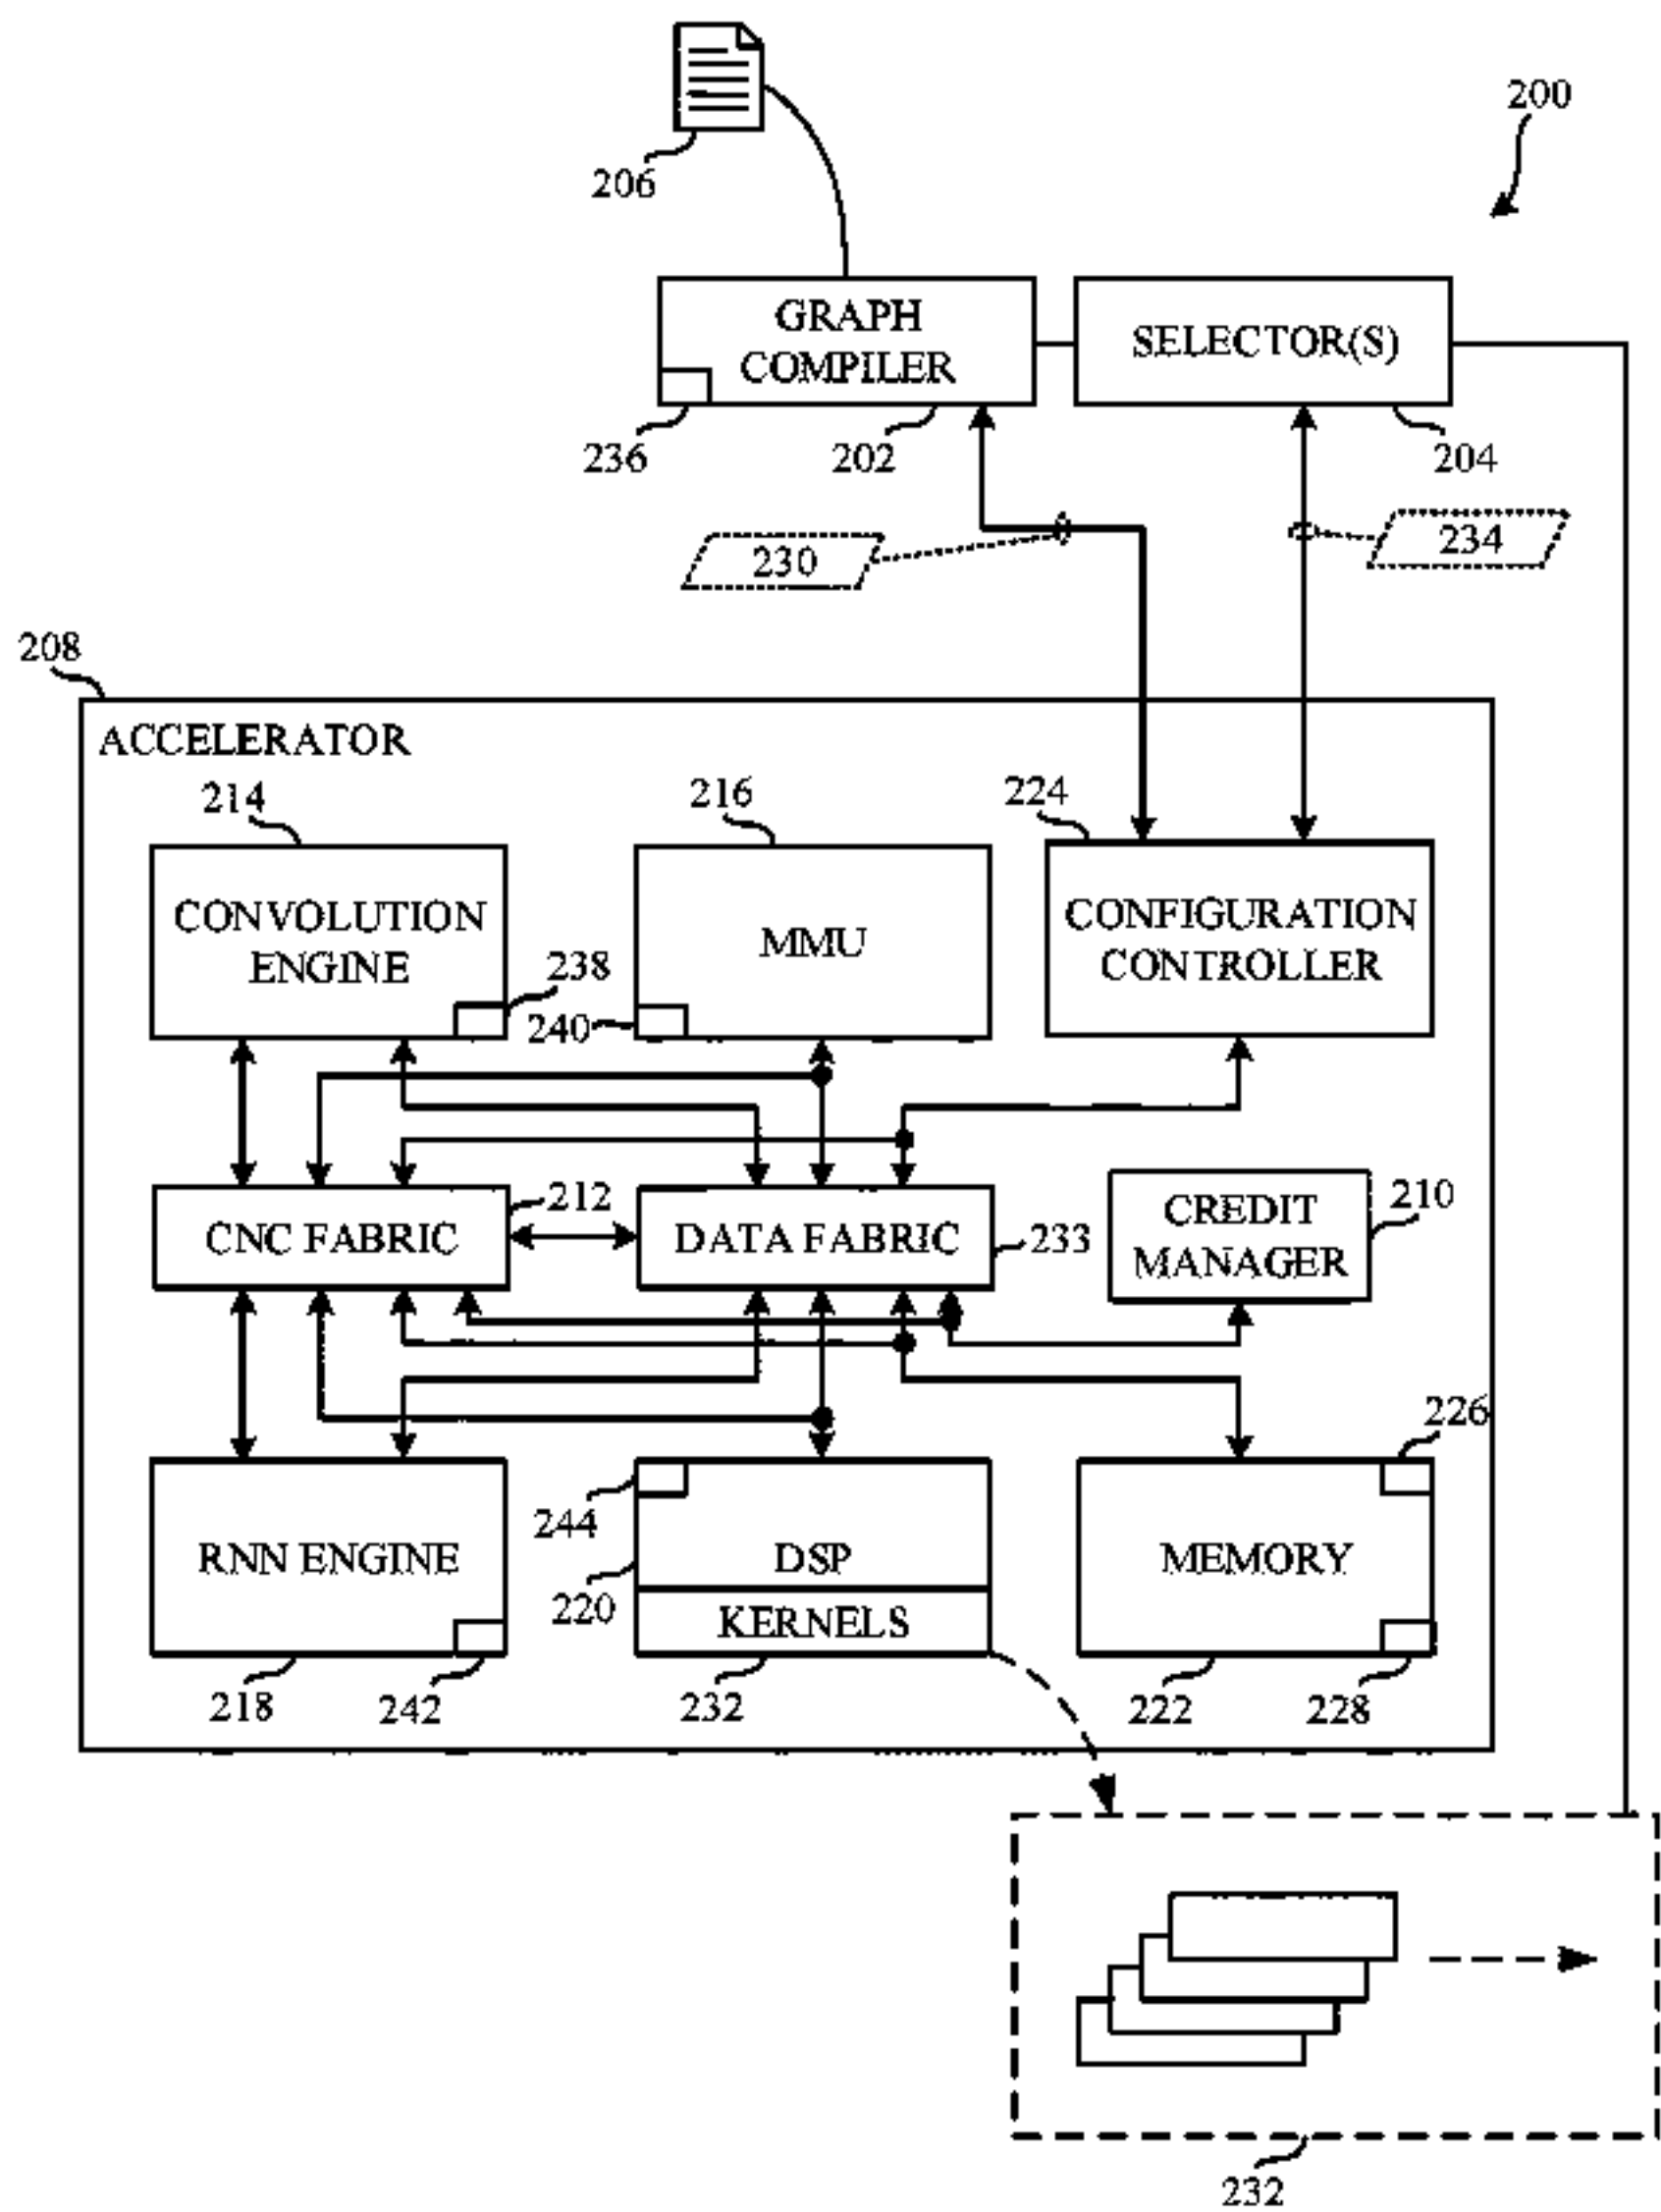 200
206
GRAPH
COMPILER
SELECTOR(S)
236
202
204
230
234
208
ACCELERATOR
214
216
224
CONVOLUTION
ENGINE
MMU
CONFIGURATION
CONTROLLER
238
240
212
CNC FABRIC
DATA FABRIC
233
CREDIT
MANAGER
210
226
244
RNN ENGINE
DSP
MEMORY
220
KERNELS
218
242
232
222
228
232